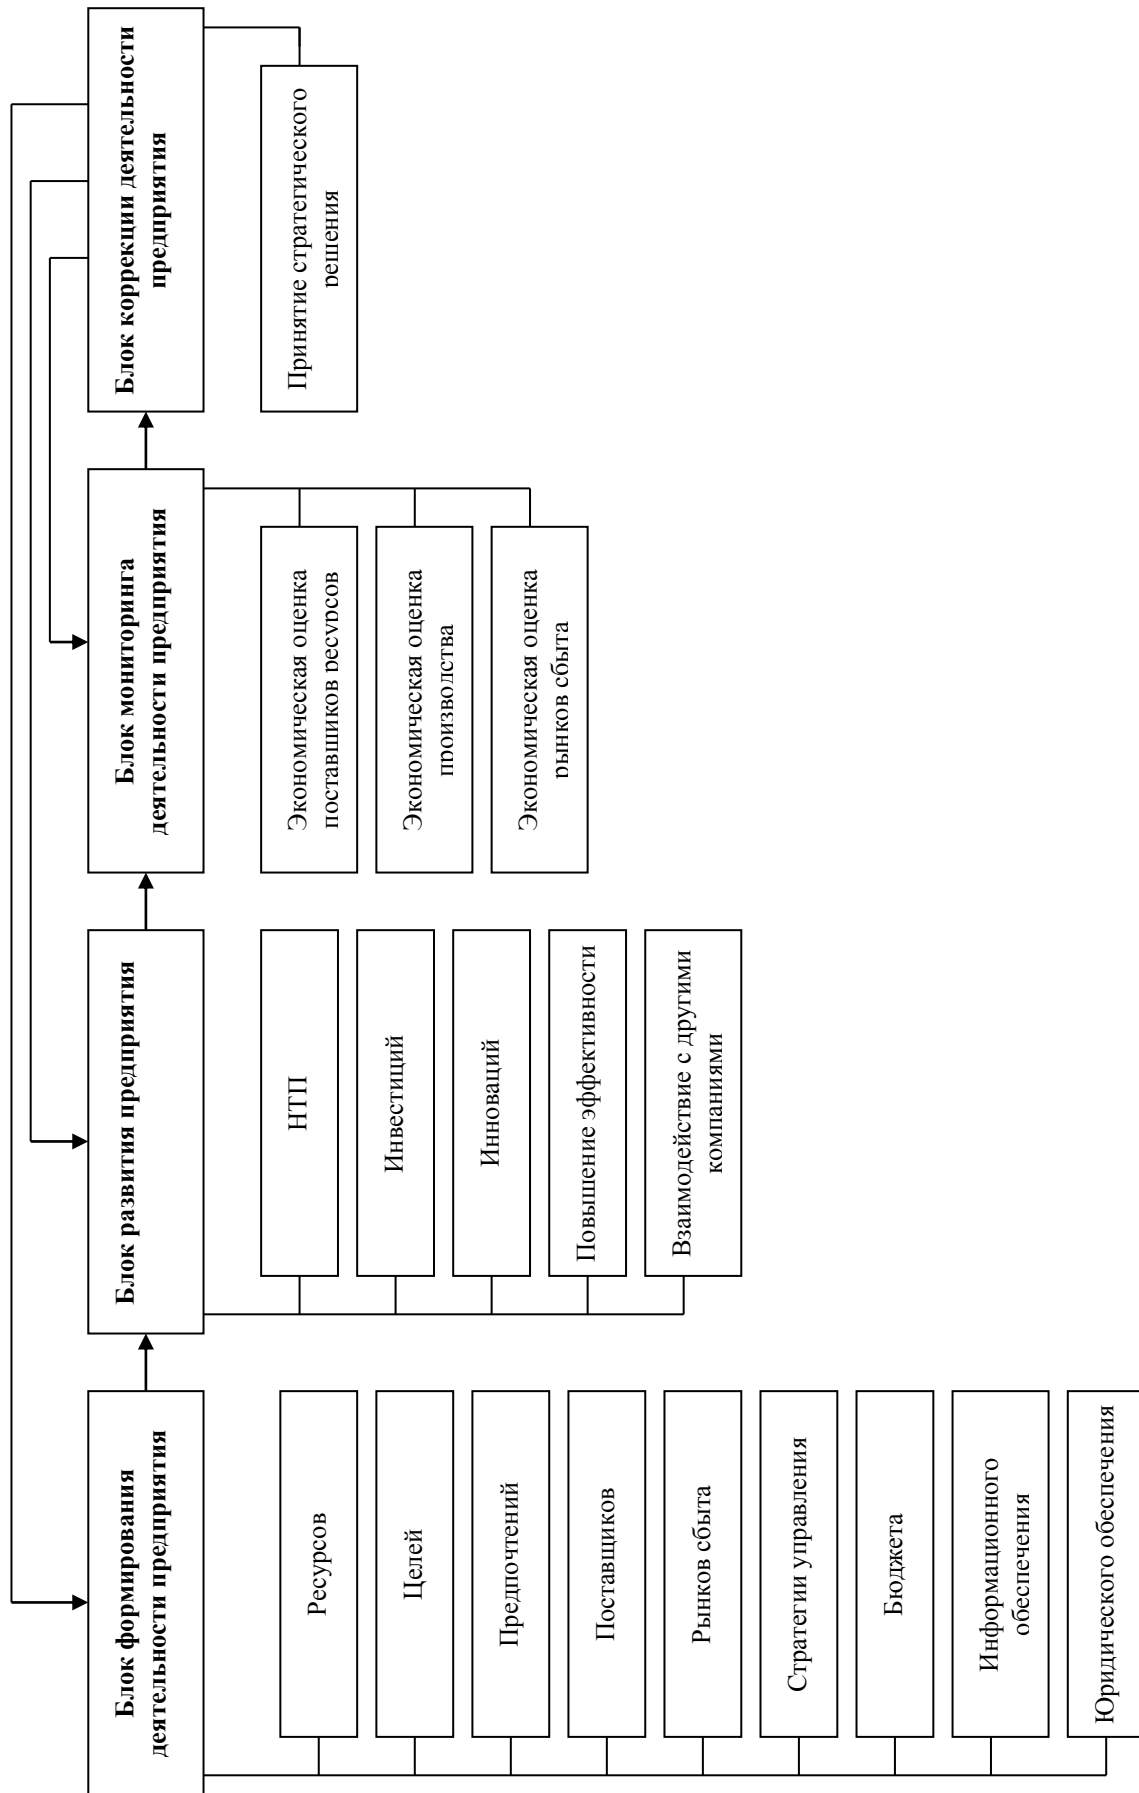 Блок формирования
деятельности предприятия
Ресурсов
Целей
Предпочтений
Поставщиков
Рынков сбыта
Стратегии управления
Бюджета
Информационного
обеспечения
Юридического обеспечения
Блок развития предприятия
НТП
Инвестиций
Инноваций
Повышение эффективности
Взаимодействие с другими
компаниями
Блок мониторинга
деятельности предприятия
Экономическая оценка
поставщиков ресурсов
Экономическая оценка
производства
Экономическая оценка
рынков сбыта
Блок коррекции деятельности
предприятия
Принятие стратегического
решения